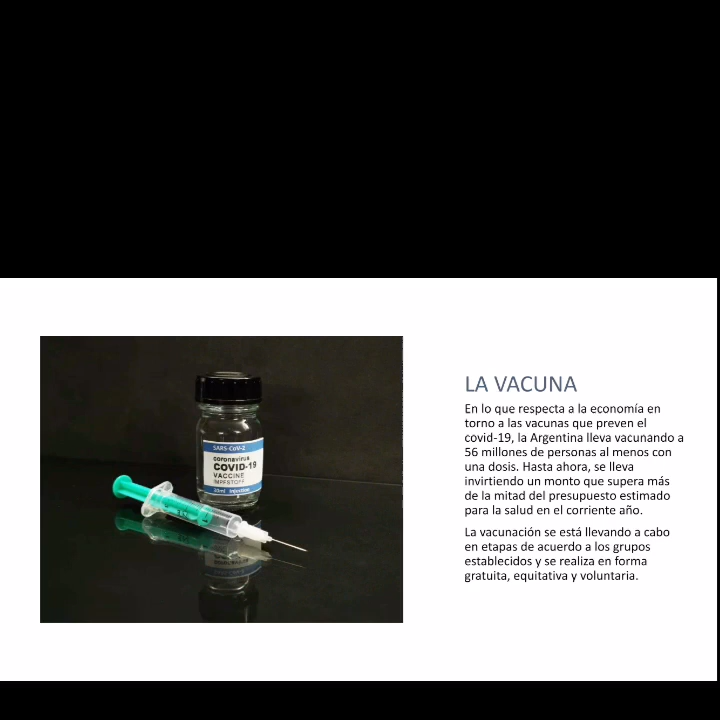 SARS-CoV-2
coronavirus
COVID-19
VACCINE
IMPFSTOFF
10ml injection
LA VACUNA
En lo que respecta a la economía en
torno a las vacunas que preven el
covid-19, la Argentina lleva vacunando a
56 millones de personas al menos con
una dosis. Hasta ahora, se lleva
invirtiendo un monto que supera más
de la mitad del presupuesto estimado
para la salud en el corriente año.
La vacunación se está llevando a cabo
en etapas de acuerdo a los grupos
establecidos y se realiza en forma
gratuita, equitativa y voluntaria.